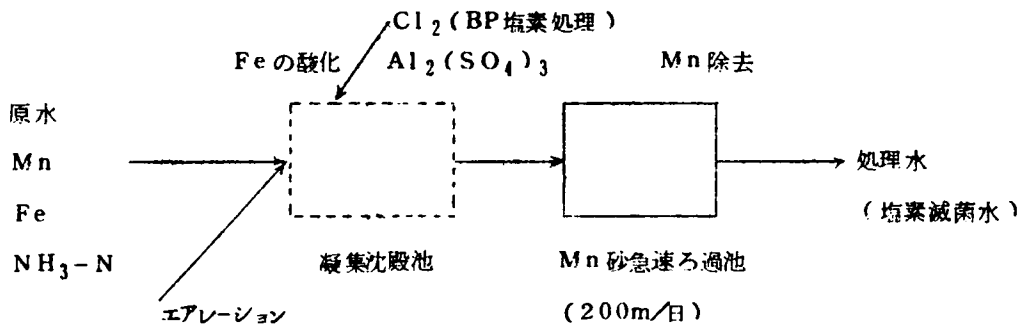 Cl₂(BP塩素処理)
Feの酸化 Al₂(SO₄)₃ Mn除去
原水
Mn
Fe
NH₃-N
処理水
(塩素滅菌水)
凝集沈殿池 Mn砂急速ろ過池
エアレーション (200m/日)